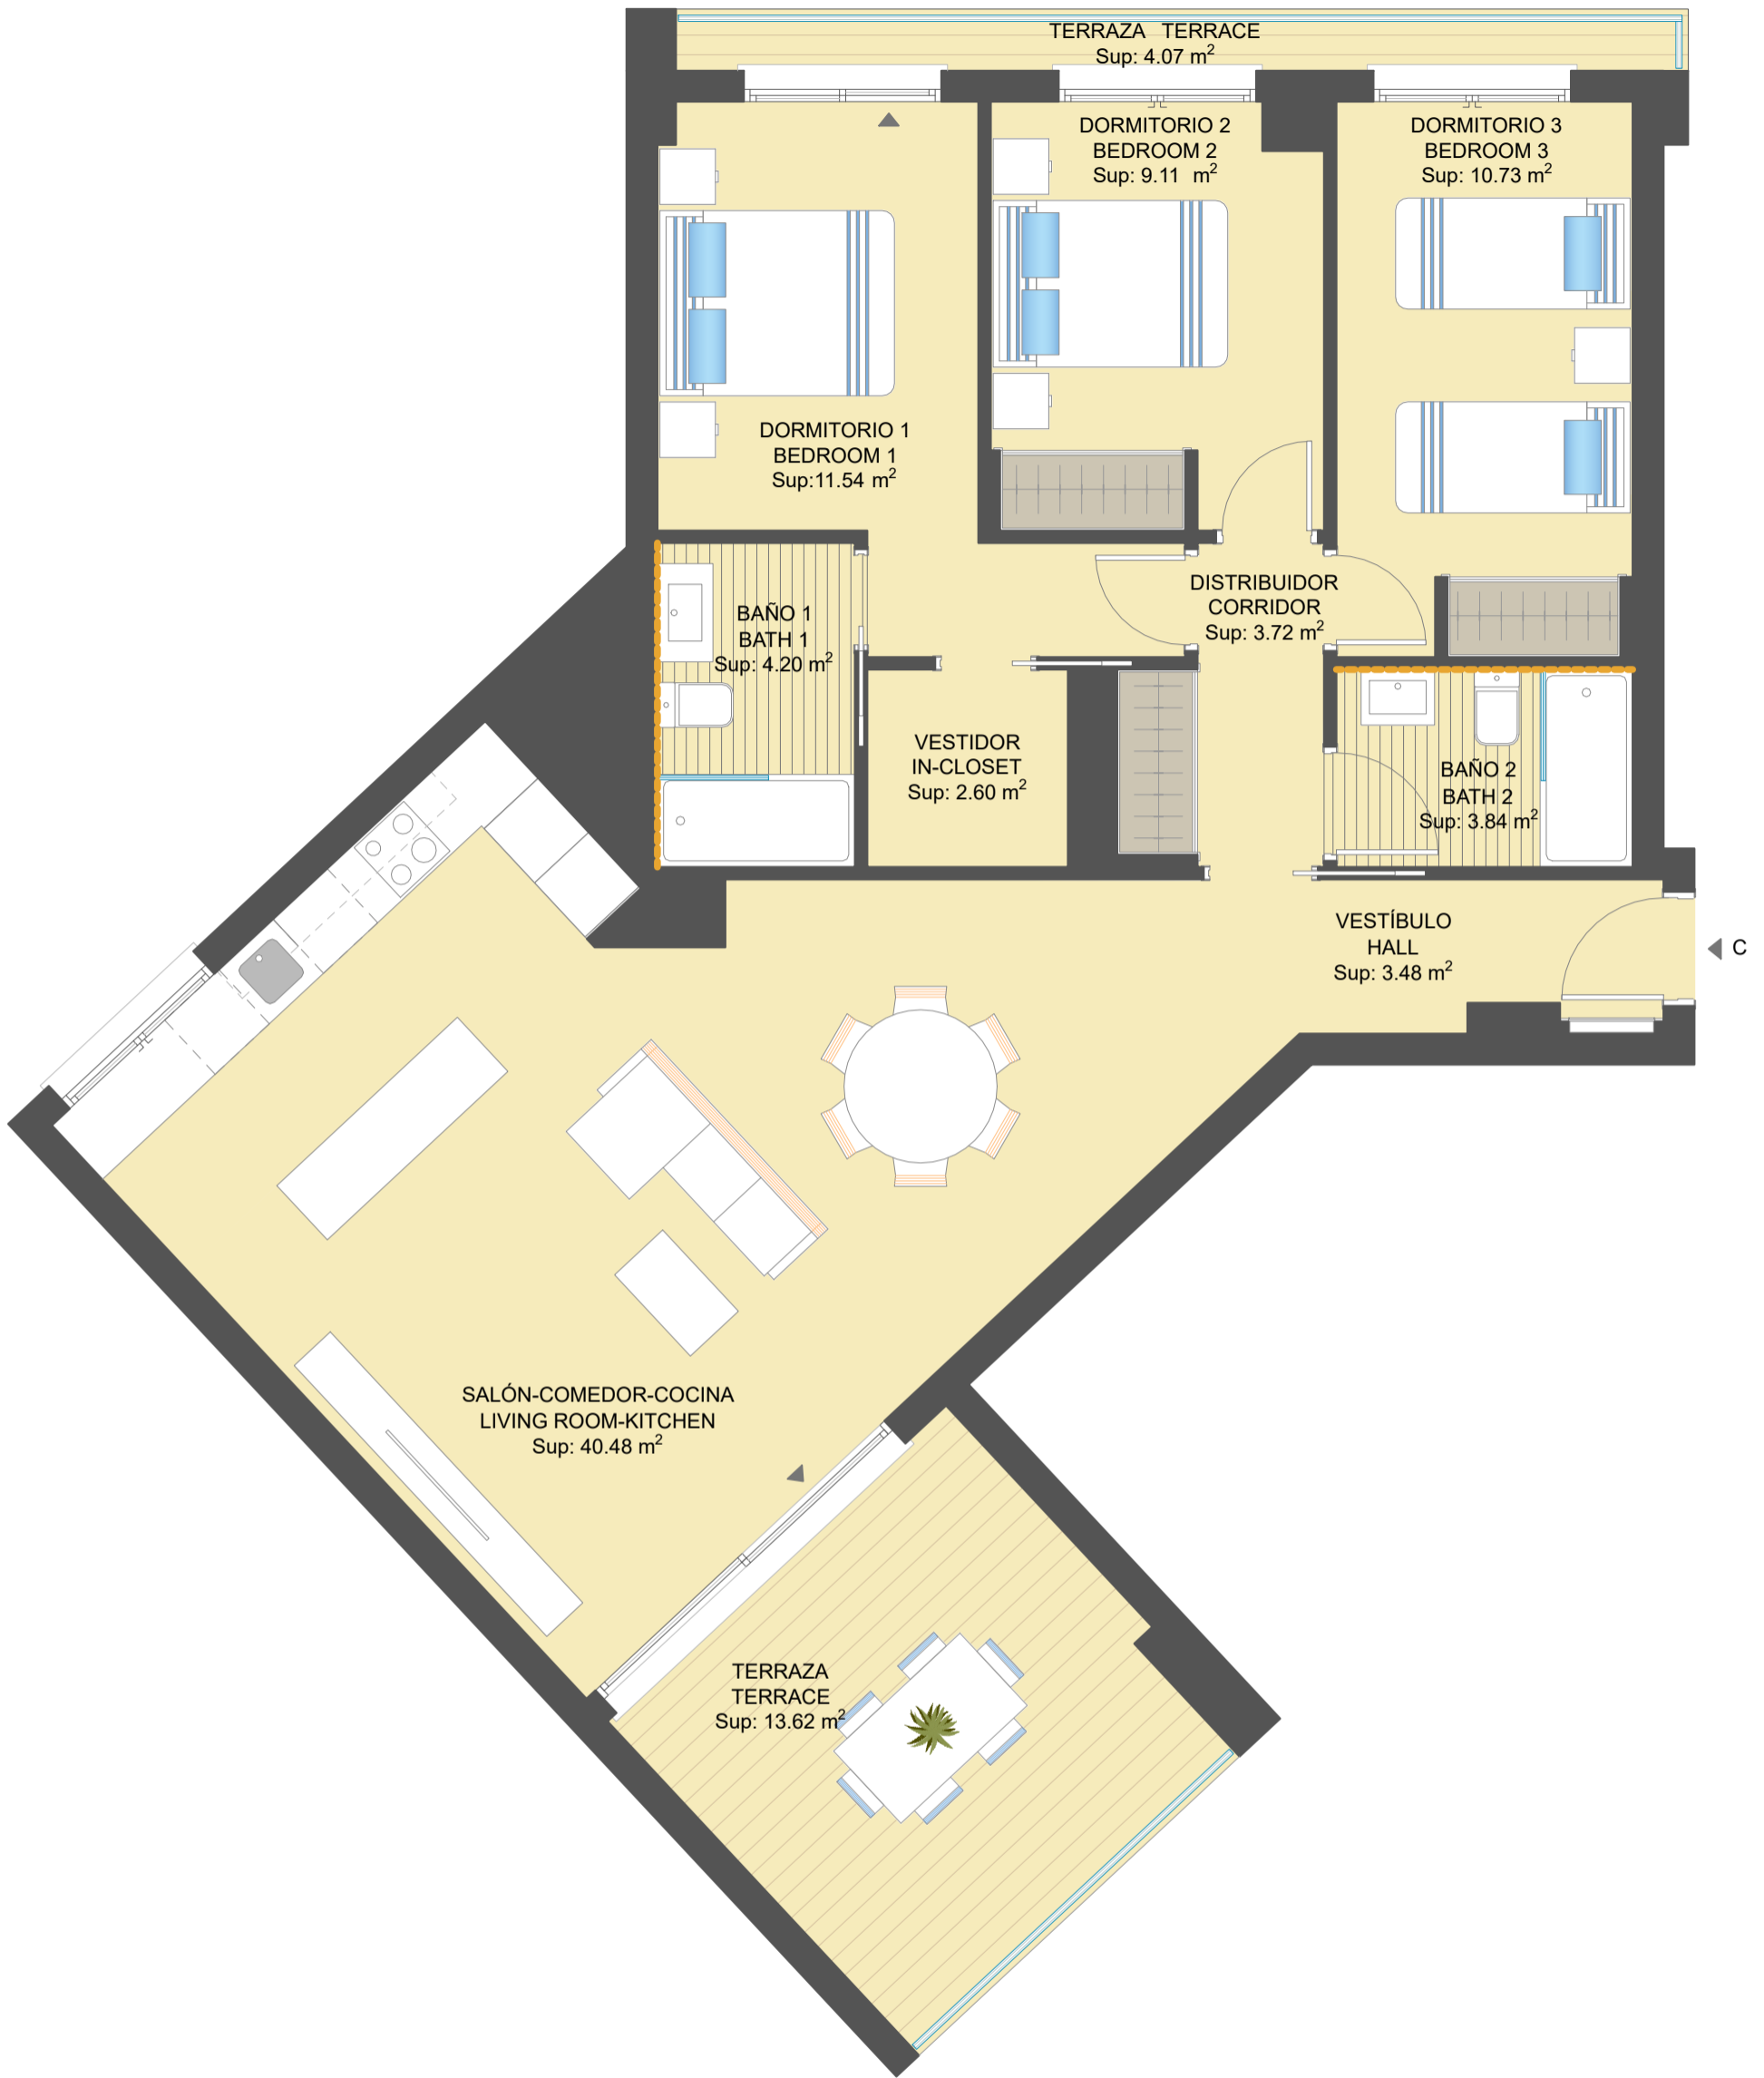 TERRAZA TERRACE
Sup: 4.07 m²
DORMITORIO 2
BEDROOM 2
Sup: 9.11 m²
DORMITORIO 3
BEDROOM 3
Sup: 10.73 m²
DORMITORIO 1
BEDROOM 1
Sup:11.54 m²
DISTRIBUIDOR
CORRIDOR
Sup: 3.72 m²
BAÑO 1
BATH 1
Sup: 4.20 m²
VESTIDOR
IN-CLOSET
Sup: 2.60 m²
BAÑO 2
BATH 2
Sup: 3.84 m²
VESTÍBULO
HALL
Sup: 3.48 m²
C
SALÓN-COMEDOR-COCINA
LIVING ROOM-KITCHEN
Sup: 40.48 m²
TERRAZA
TERRACE
Sup: 13.62 m²